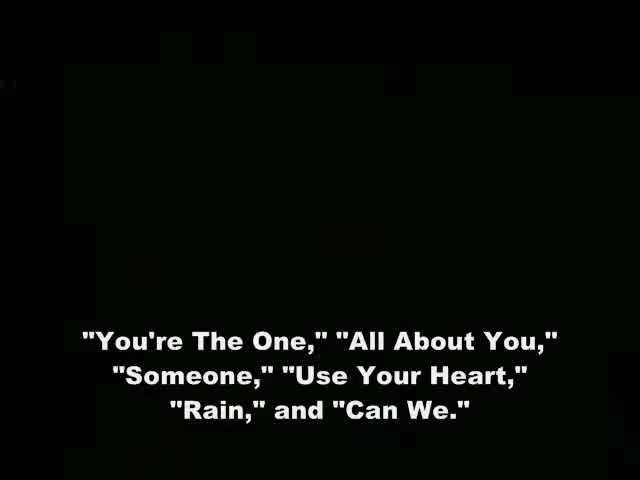 "You're The One," "All About You,"
"Someone," "Use Your Heart,"
"Rain," and "Can We."